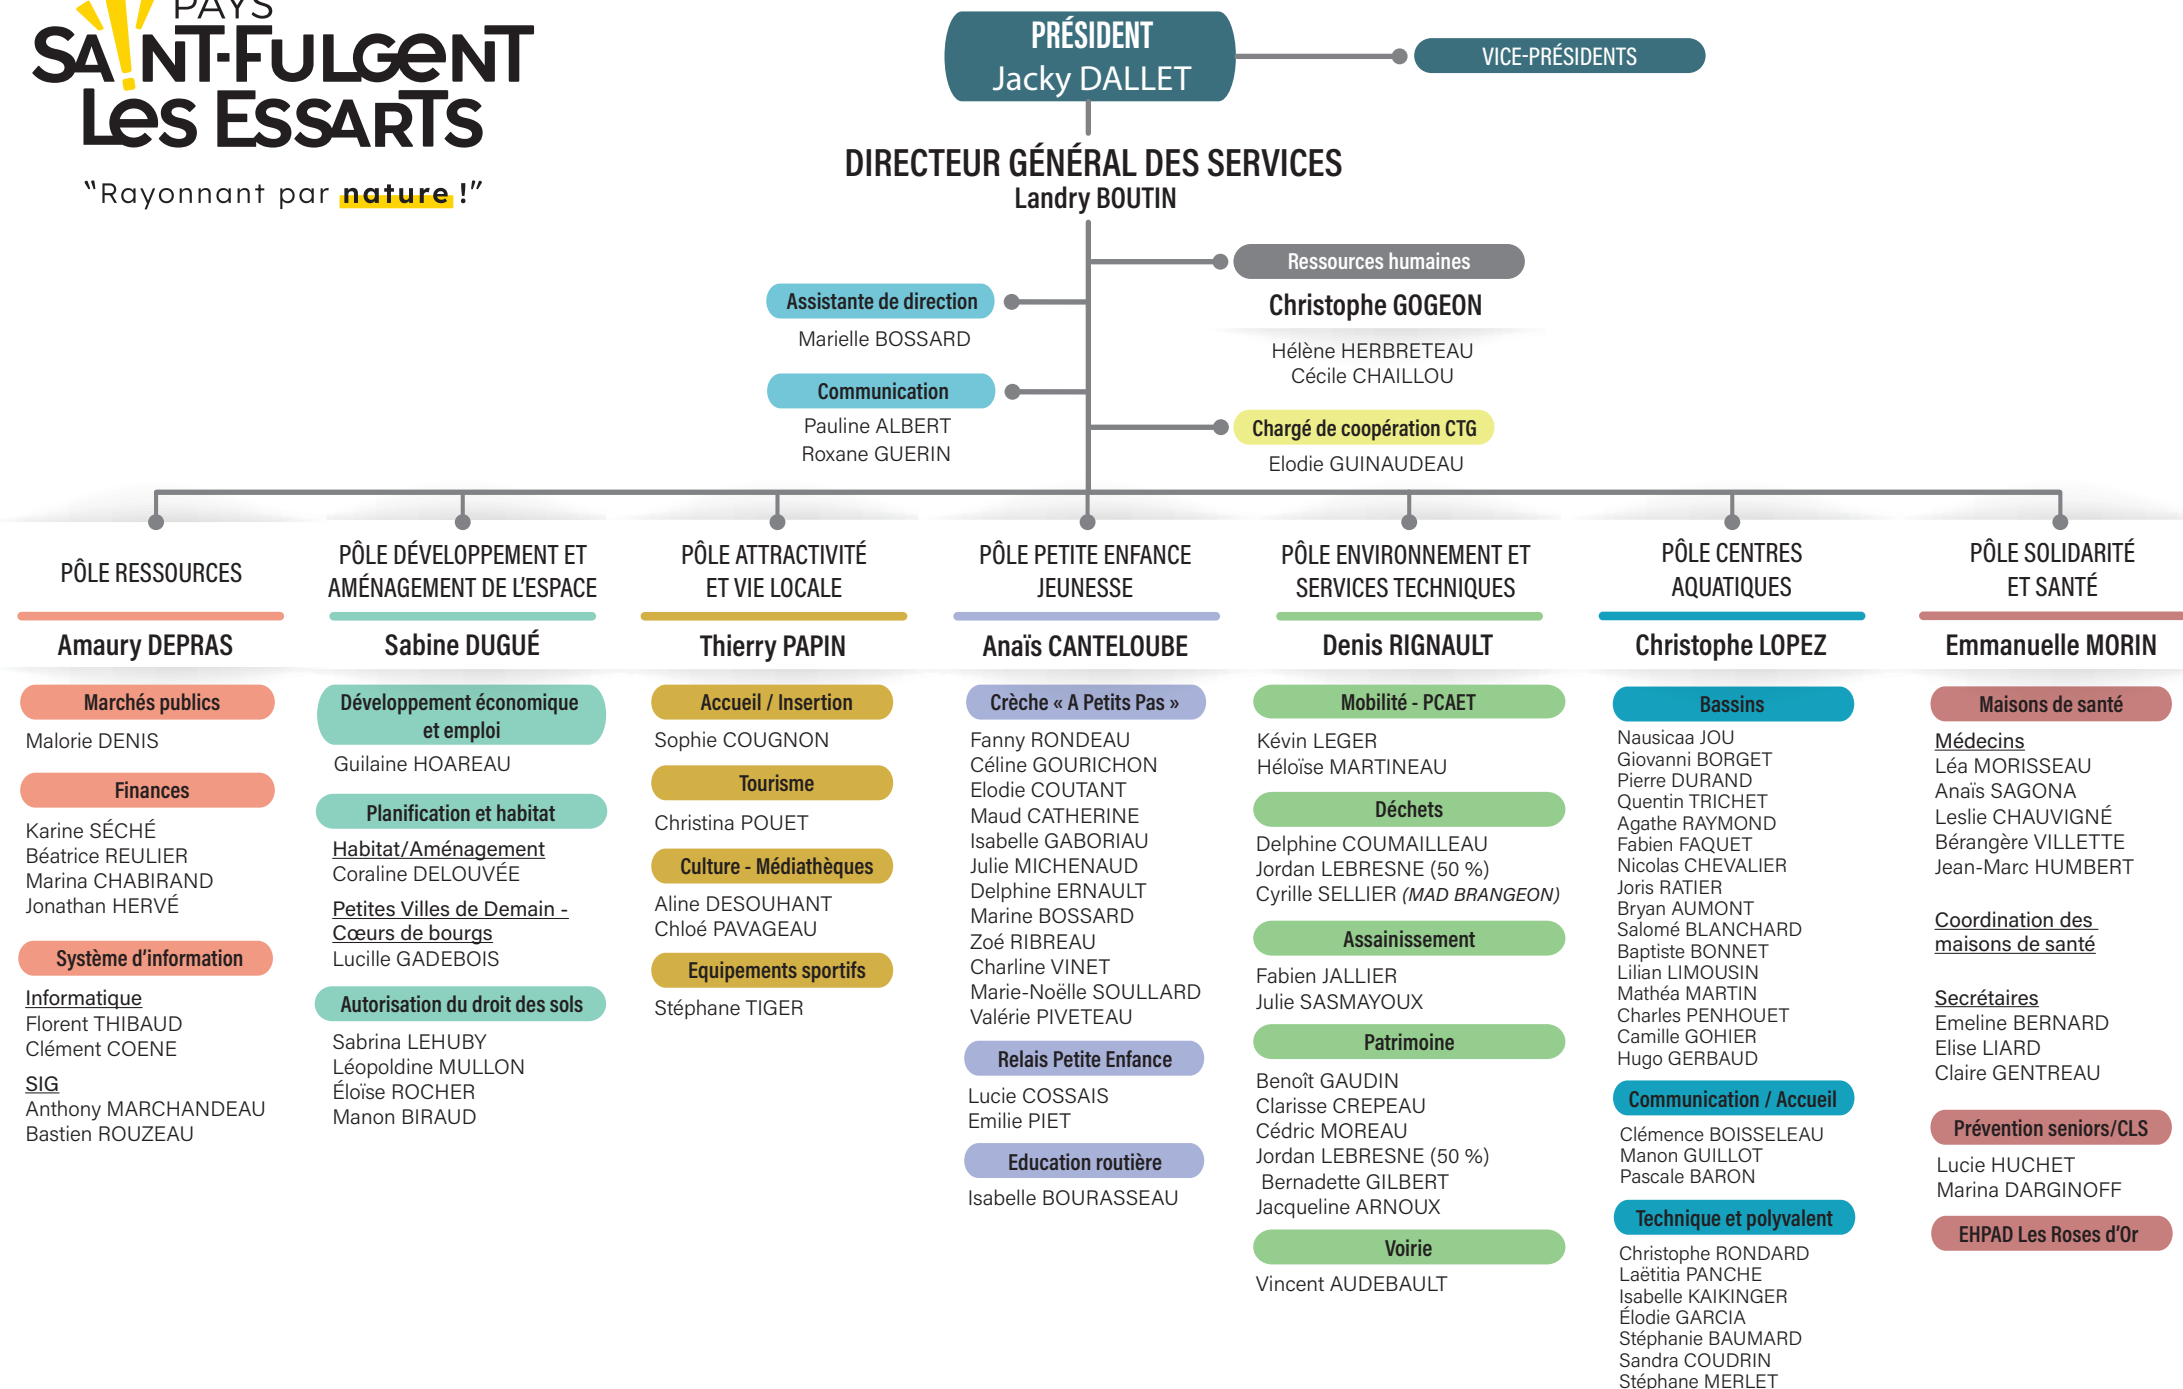 PAYS
SAINT-FULGENT
LES ESSARTS
"Rayonnant par nature !"
PRÉSIDENT
Jacky DALLET
VICE-PRÉSIDENTS
DIRECTEUR GÉNÉRAL DES SERVICES
Landry BOUTIN
Ressources humaines
Christophe GOGEON
Hélène HERBRETEAU
Cécile CHAILLOU
Assistante de direction
Marielle BOSSARD
Communication
Pauline ALBERT
Roxane GUERIN
Chargé de coopération CTG
Elodie GUINAUDEAU
PÔLE RESSOURCES
Amaury DEPRAS
Marchés publics
Malorie DENIS
Finances
Karine SÉCHÉ
Béatrice REULIER
Marina CHABIRAND
Jonathan HERVÉ
Système d'information
Informatique
Florent THIBAUD
Clément COENE
SIG
Anthony MARCHANDEAU
Bastien ROUZEAU
PÔLE DÉVELOPPEMENT ET
AMÉNAGEMENT DE L'ESPACE
Sabine DUGUÉ
Développement économique
et emploi
Guilaine HOAREAU
Planification et habitat
Habitat/Aménagement
Coraline DELOUVÉE
Petites Villes de Demain -
Cœurs de bourgs
Lucille GADEBOIS
Autorisation du droit des sols
Sabrina LEHUBY
Léopoldine MULLON
Éloïse ROCHER
Manon BIRAUD
PÔLE ATTRACTIVITÉ
ET VIE LOCALE
Thierry PAPIN
Accueil / Insertion
Sophie COUGNON
Tourisme
Christina POUET
Culture - Médiathèques
Aline DESOUHANT
Chloé PAVAGEAU
Equipements sportifs
Stéphane TIGER
PÔLE PETITE ENFANCE
JEUNESSE
Anaïs CANTELOUBE
Crèche « A Petits Pas »
Fanny RONDEAU
Céline GOURICHON
Elodie COUTANT
Maud CATHERINE
Isabelle GABORIAU
Julie MICHENAUD
Delphine ERNAULT
Marine BOSSARD
Zoé RIBREAU
Charline VINET
Marie-Noëlle SOULLARD
Valérie PIVETEAU
Relais Petite Enfance
Lucie COSSAIS
Emilie PIET
Education routière
Isabelle BOURASSEAU
PÔLE ENVIRONNEMENT ET
SERVICES TECHNIQUES
Denis RIGNAULT
Mobilité - PCAET
Kévin LEGER
Héloïse MARTINEAU
Déchets
Delphine COUMAILLEAU
Jordan LEBRESNE (50 %)
Cyrille SELLIER (MAD BRANGEON)
Assainissement
Fabien JALLIER
Julie SASMAYOUX
Patrimoine
Benoît GAUDIN
Clarisse CREPEAU
Cédric MOREAU
Jordan LEBRESNE (50 %)
Bernadette GILBERT
Jacqueline ARNOUX
Voirie
Vincent AUDEBAULT
PÔLE CENTRES
AQUATIQUES
Christophe LOPEZ
Bassins
Nausicaa JOU
Giovanni BORGET
Pierre DURAND
Quentin TRICHET
Agathe RAYMOND
Fabien FAQUET
Nicolas CHEVALIER
Joris RATIER
Bryan AUMONT
Salomé BLANCHARD
Baptiste BONNET
Lilian LIMOUSIN
Mathéa MARTIN
Charles PENHOUET
Camille GOHIER
Hugo GERBAUD
Communication / Accueil
Clémence BOISSELEAU
Manon GUILLOT
Pascale BARON
Technique et polyvalent
Christophe RONDARD
Laëtitia PANCHE
Isabelle KAIKINGER
Élodie GARCIA
Stéphanie BAUMARD
Sandra COUDRIN
Stéphane MERLET
PÔLE SOLIDARITÉ
ET SANTÉ
Emmanuelle MORIN
Maisons de santé
Médecins
Léa MORISSEAU
Anaïs SAGONA
Leslie CHAUVIGNÉ
Bérangère VILLETTE
Jean-Marc HUMBERT
Coordination des
maisons de santé
Secrétaires
Emeline BERNARD
Elise LIARD
Claire GENTREAU
Prévention seniors/CLS
Lucie HUCHET
Marina DARGINOFF
EHPAD Les Roses d'Or